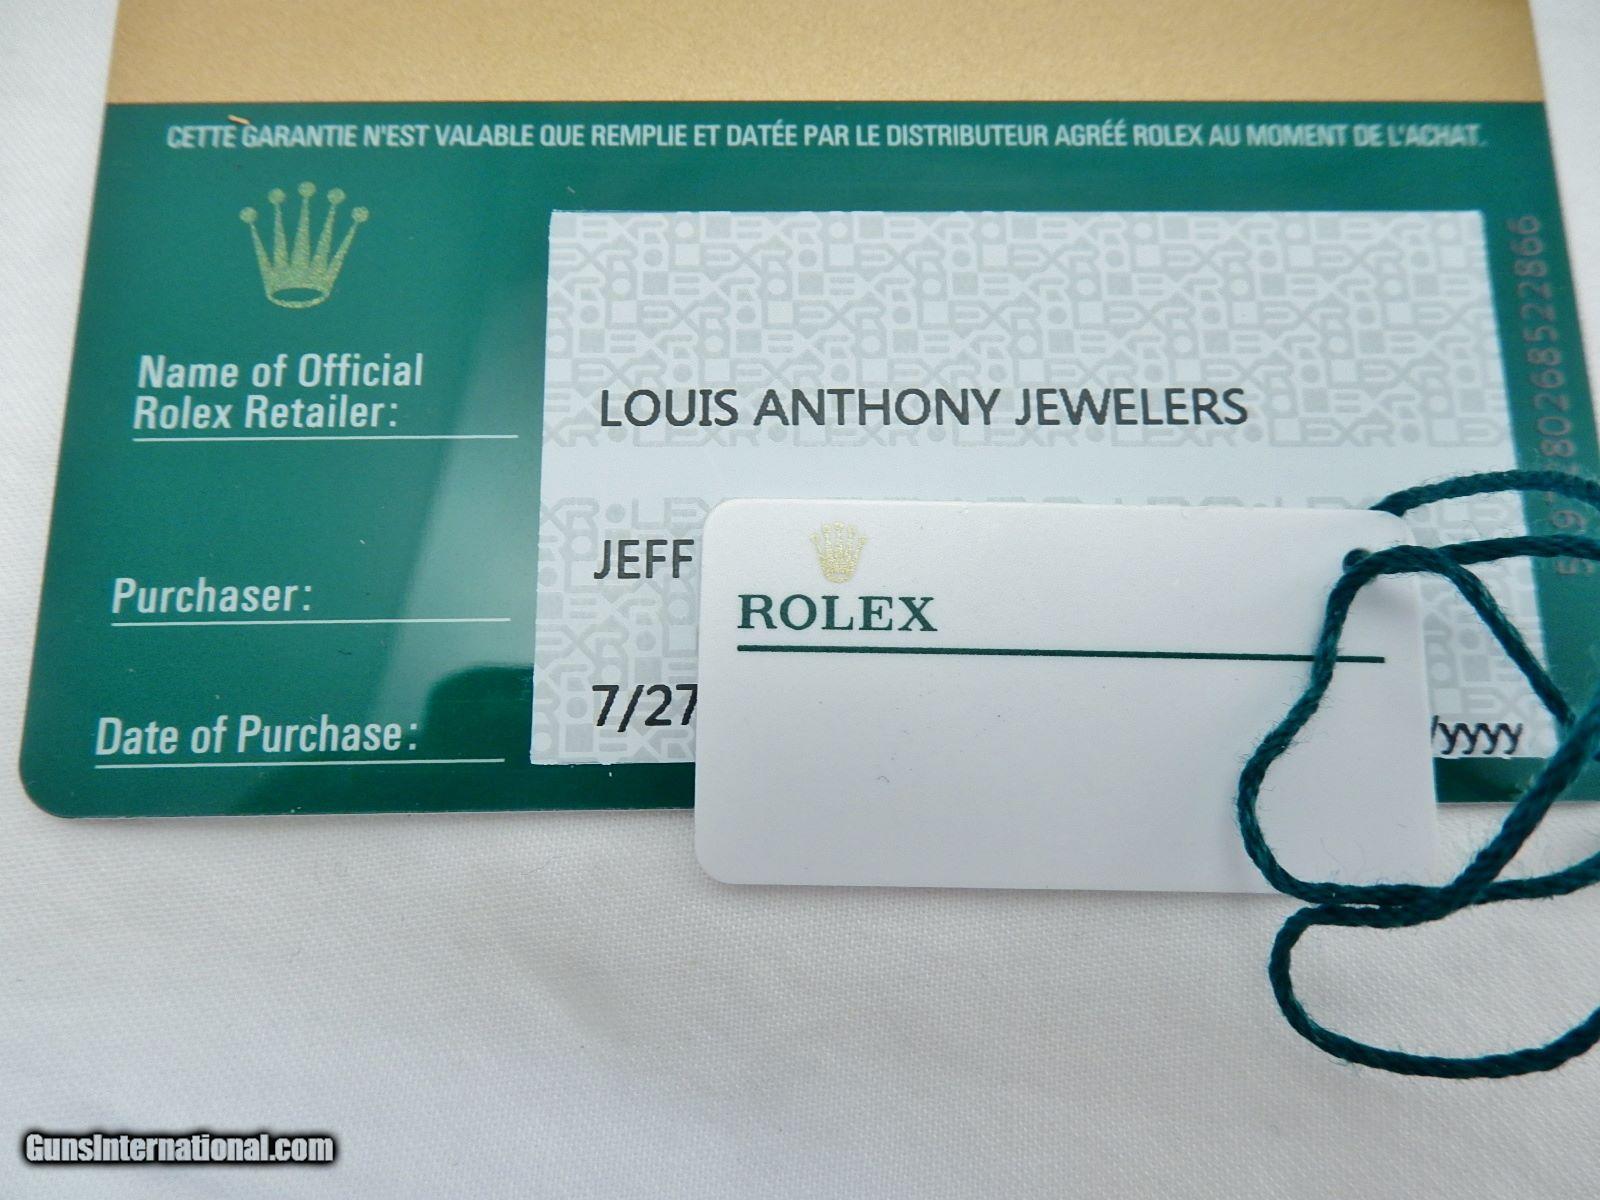 CETTE GARANTIE N'EST VALABLE QUE REMPLIE ET DATÉE PAR LE DISTRIBUTEUR AGRÉÉ ROLEX AU MOMENT DE L'ACHAT.
Name of Official
Rolex Retailer:
LOUIS ANTHONY JEWELERS
Purchaser:
JEFF
Date of Purchase:
7/27
/yyyy
ROLEX
GunsInternational.com